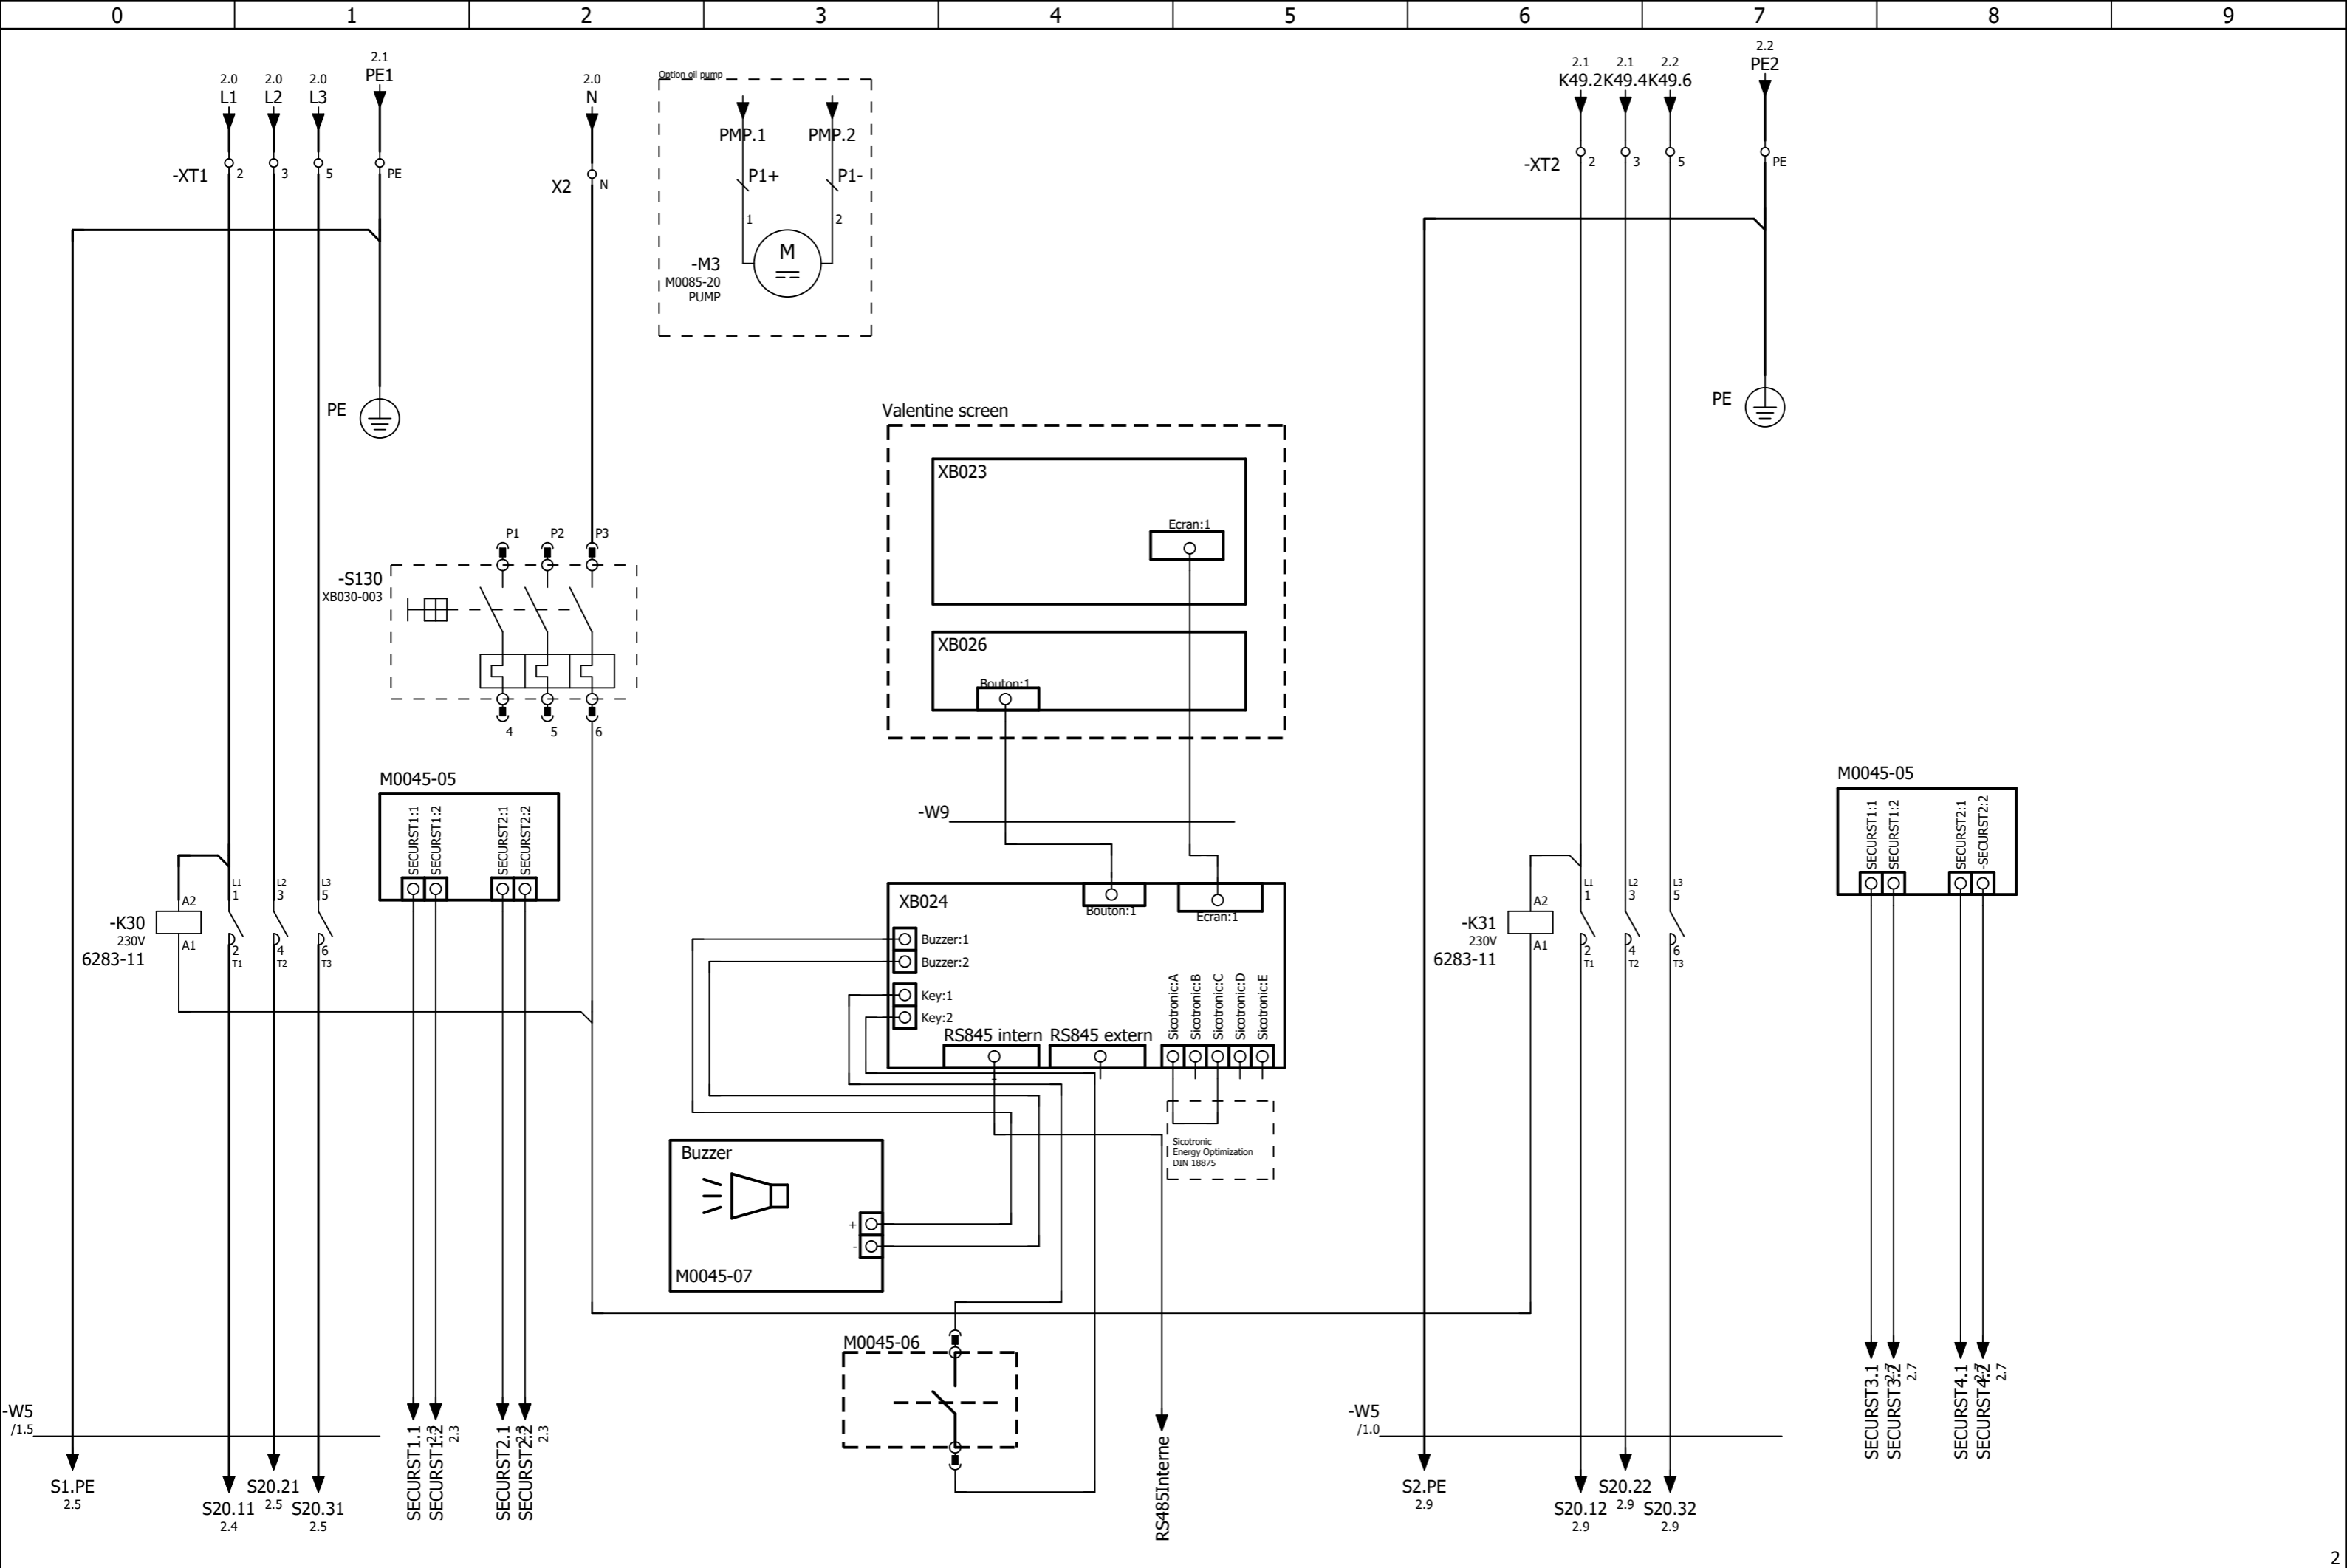 0 1 2 3 4 5 6 7 8 9
2.0 2.0 2.0 2.1
L1 L2 L3 PE1
2.0
N
Option oil pump
PMP.1 PMP.2
2.1 2.1 2.2
K49.2 K49.4 K49.6
2.2
PE2
-XT1 2 3 5 PE
X2 N
P1+ P1-
1 2
-XT2 2 3 5 PE
M
-M3
M0085-20
PUMP
PE
PE
Valentine screen
XB023
Ecran:1
P1 P2 P3
-S130
XB030-003
4 5 6
XB026
Bouton:1
M0045-05
SECURST1:1
SECURST1:2
SECURST2:1
SECURST2:2
-W9
M0045-05
SECURST1:1
SECURST1:2
SECURST2:1
SECURST2:2
-K30
230V
6283-11
A2
A1
L1 L2 L3
1 3 5
2 4 6
T1 T2 T3
XB024
Bouton:1
Ecran:1
Buzzer:1
Buzzer:2
Key:1
Key:2
RS845 intern
RS845 extern
1
Sicotronic:A
Sicotronic:B
Sicotronic:C
Sicotronic:D
Sicotronic:E
Sicotronic
Energy Optimization
DIN 18875
-K31
230V
6283-11
A2
A1
L1 L2 L3
1 3 5
2 4 6
T1 T2 T3
Buzzer
+
-
M0045-07
M0045-06
RS485Interne
-W5
/1.5
S1.PE
2.5
S20.11
2.4
S20.21
2.5
S20.31
2.5
SECURST1.1
2.3
SECURST1.2
2.3
SECURST2.1
2.3
SECURST2.2
2.3
-W5
/1.0
S2.PE
2.9
S20.12
2.9
S20.22
2.9
S20.32
2.9
SECURST3.1
2.7
SECURST3.2
2.7
SECURST4.1
2.7
SECURST4.2
2.7
2